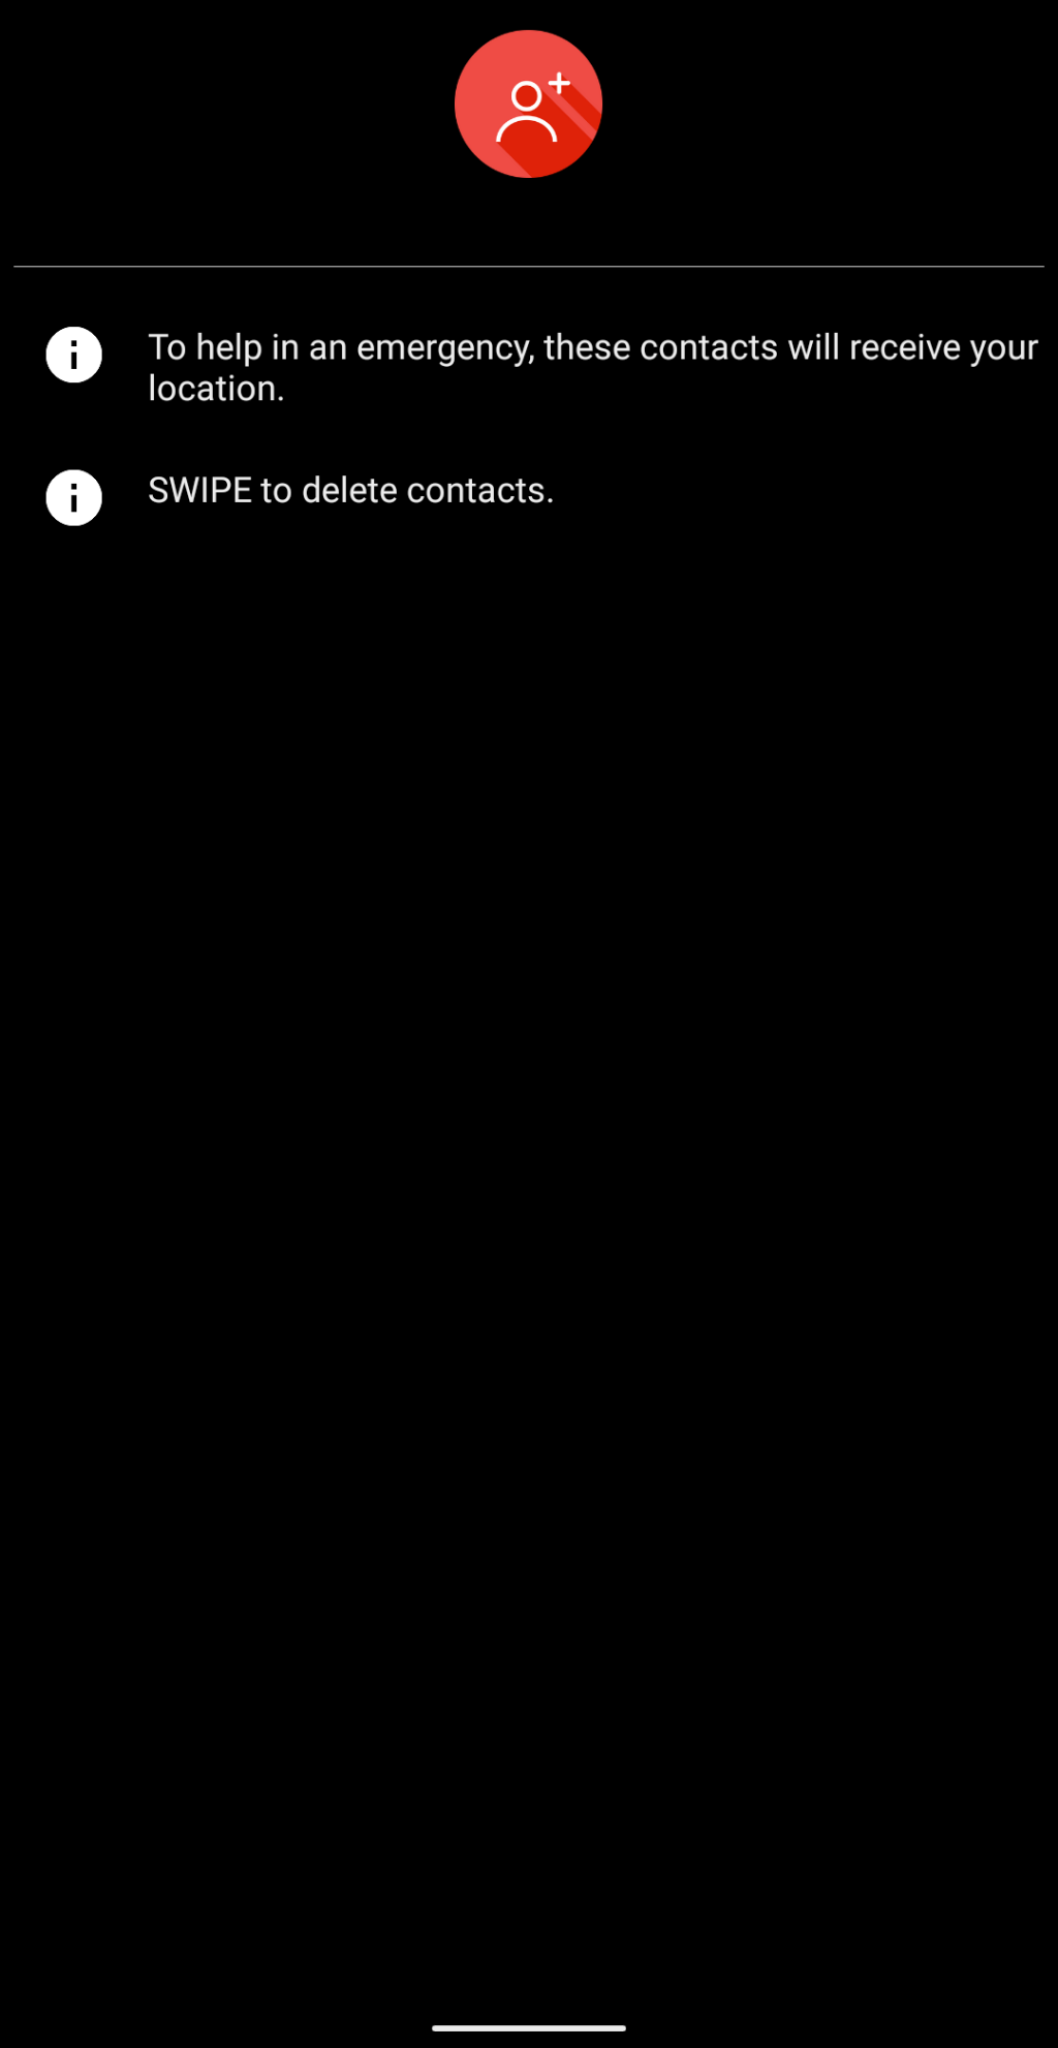 To help in an emergency, these contacts will receive your
location.
SWIPE to delete contacts.